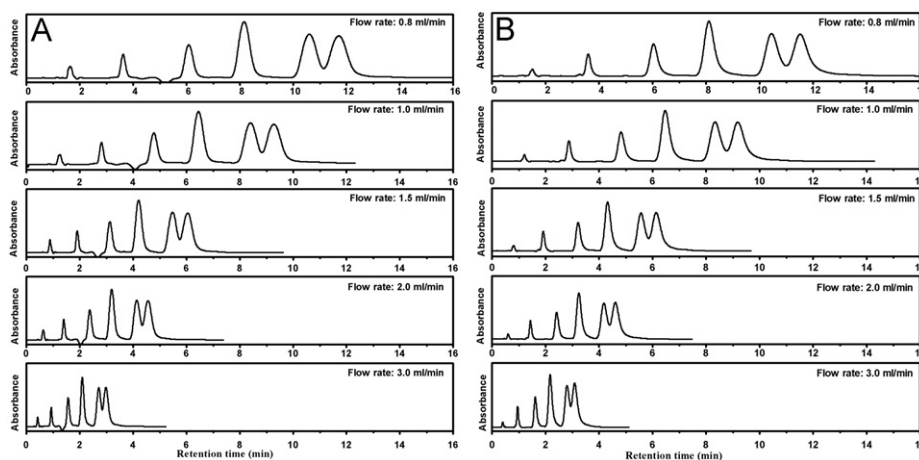 A
Flow rate: 0.8 ml/min
Absorbance
0 2 4 6 8 10 12 14 16
Flow rate: 1.0 ml/min
Absorbance
0 2 4 6 8 10 12 14 16
Flow rate: 1.5 ml/min
Absorbance
0 2 4 6 8 10 12 14 16
Flow rate: 2.0 ml/min
Absorbance
0 2 4 6 8 10 12 14 16
Flow rate: 3.0 ml/min
Absorbance
0 2 4 6 8 10 12 14 16
Retention time (min)
B
Flow rate: 0.8 ml/min
Absorbance
0 2 4 6 8 10 12 14 16
Flow rate: 1.0 ml/min
Absorbance
0 2 4 6 8 10 12 14 16
Flow rate: 1.5 ml/min
Absorbance
0 2 4 6 8 10 12 14 16
Flow rate: 2.0 ml/min
Absorbance
0 2 4 6 8 10 12 14 16
Flow rate: 3.0 ml/min
Absorbance
0 2 4 6 8 10 12 14 16
Retention time (min)